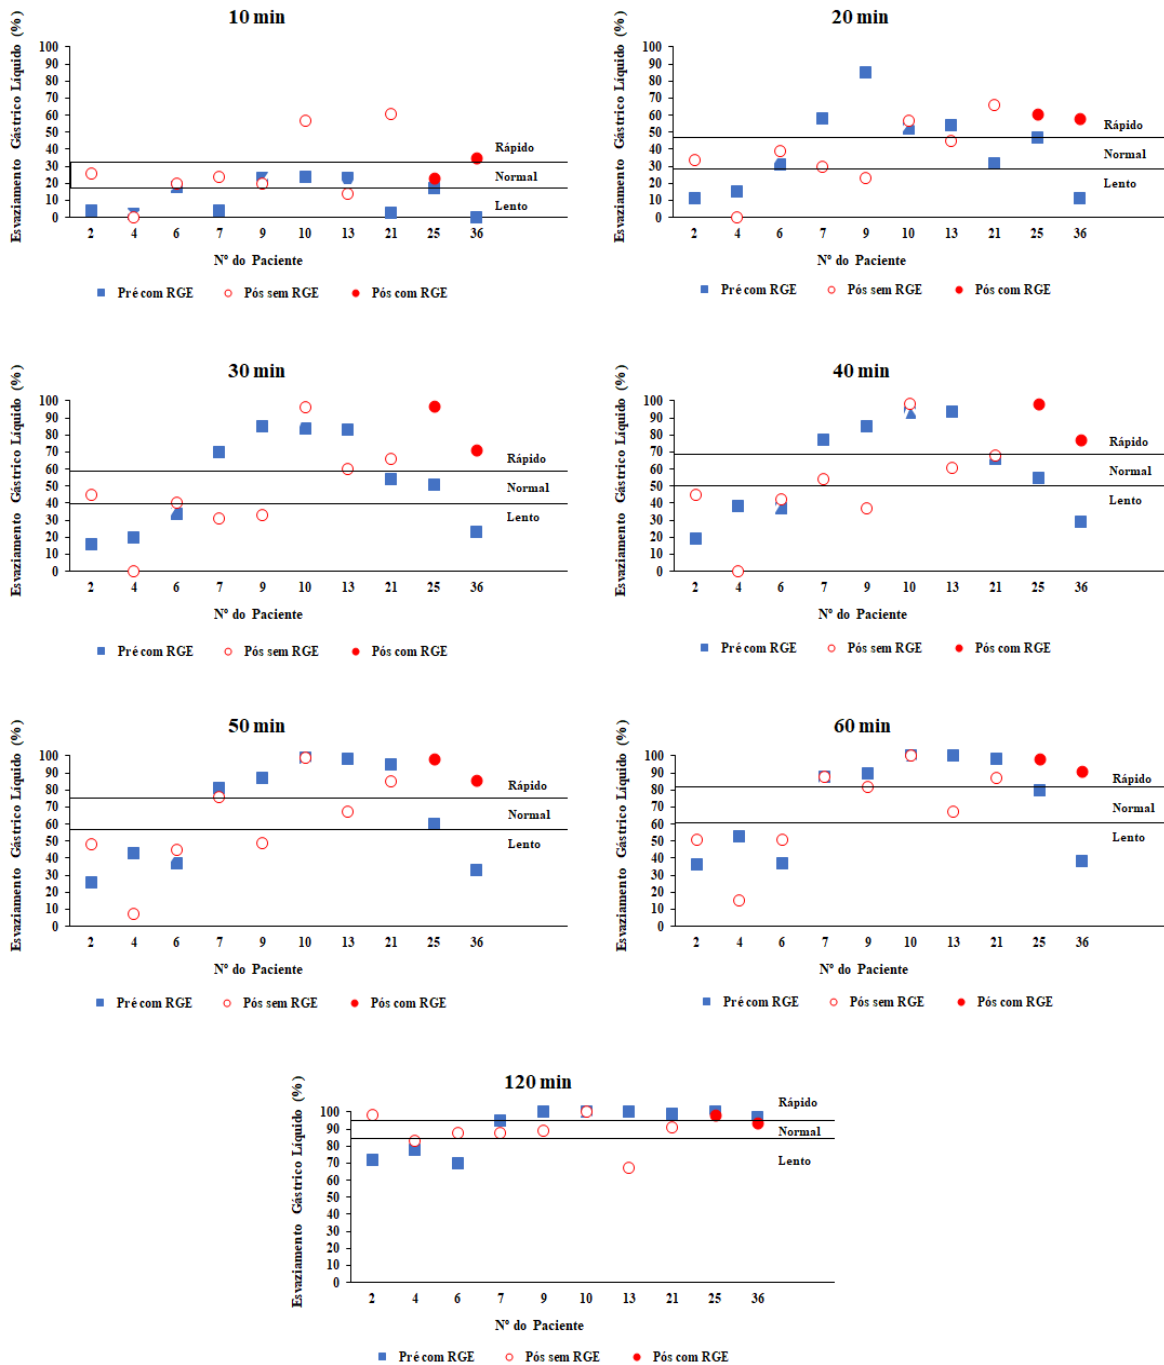 10 min
Esvaziamento Gástrico Líquido (%)
100
90
80
70
60
50
40
30
20
10
0
Rápido
Normal
Lento
2 4 6 7 9 10 13 21 25 36
Nº do Paciente
Pré com RGE Pós sem RGE Pós com RGE
20 min
Esvaziamento Gástrico Líquido (%)
100
90
80
70
60
50
40
30
20
10
0
Rápido
Normal
Lento
2 4 6 7 9 10 13 21 25 36
Nº do Paciente
Pré com RGE Pós sem RGE Pós com RGE
30 min
Esvaziamento Gástrico Líquido (%)
100
90
80
70
60
50
40
30
20
10
0
Rápido
Normal
Lento
2 4 6 7 9 10 13 21 25 36
Nº do Paciente
Pré com RGE Pós sem RGE Pós com RGE
40 min
Esvaziamento Gástrico Líquido (%)
100
90
80
70
60
50
40
30
20
10
0
Rápido
Normal
Lento
2 4 6 7 9 10 13 21 25 36
Nº do Paciente
Pré com RGE Pós sem RGE Pós com RGE
50 min
Esvaziamento Gástrico Líquido (%)
100
90
80
70
60
50
40
30
20
10
0
Rápido
Normal
Lento
2 4 6 7 9 10 13 21 25 36
Nº do Paciente
Pré com RGE Pós sem RGE Pós com RGE
60 min
Esvaziamento Gástrico Líquido (%)
100
90
80
70
60
50
40
30
20
10
0
Rápido
Normal
Lento
2 4 6 7 9 10 13 21 25 36
Nº do Paciente
Pré com RGE Pós sem RGE Pós com RGE
120 min
Esvaziamento Gástrico Líquido (%)
100
90
80
70
60
50
40
30
20
10
0
Rápido
Normal
Lento
2 4 6 7 9 10 13 21 25 36
Nº do Paciente
Pré com RGE Pós sem RGE Pós com RGE